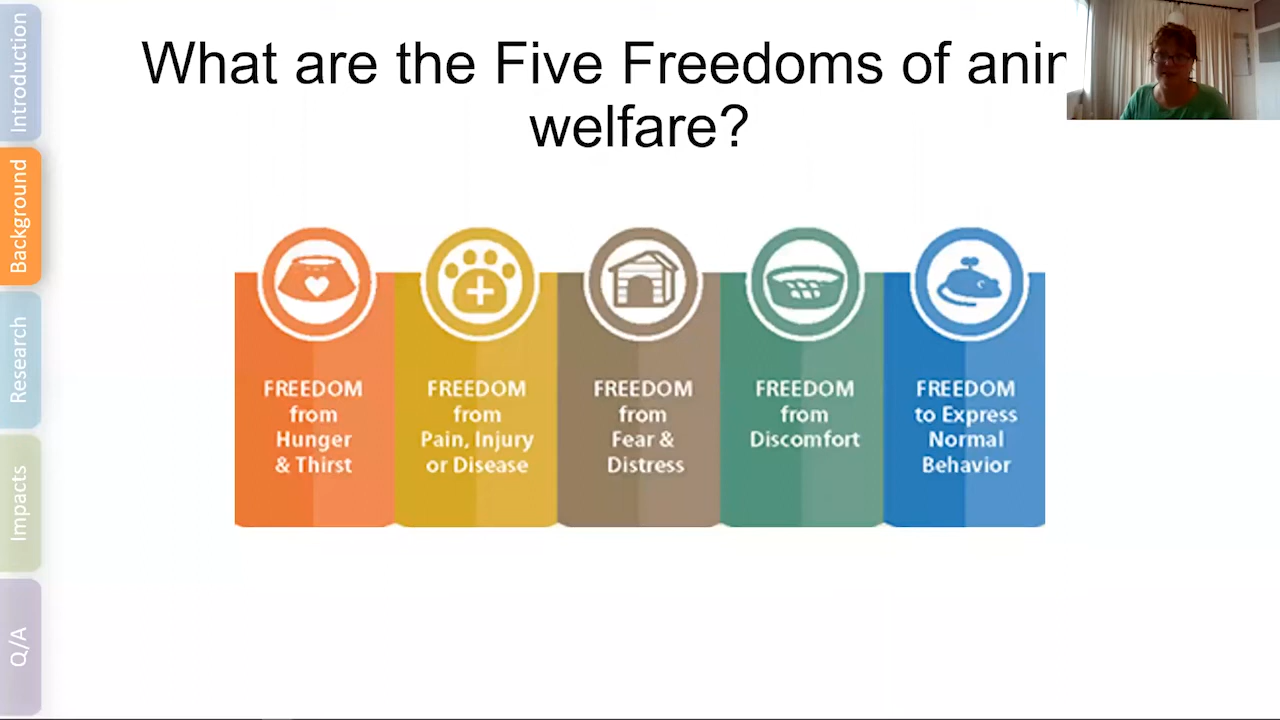 Introduction
Background
Research
Impacts
Q/A
What are the Five Freedoms of anim
welfare?
FREEDOM
from
Hunger
& Thirst
FREEDOM
from
Pain, Injury
or Disease
FREEDOM
from
Fear &
Distress
FREEDOM
from
Discomfort
FREEDOM
to Express
Normal
Behavior